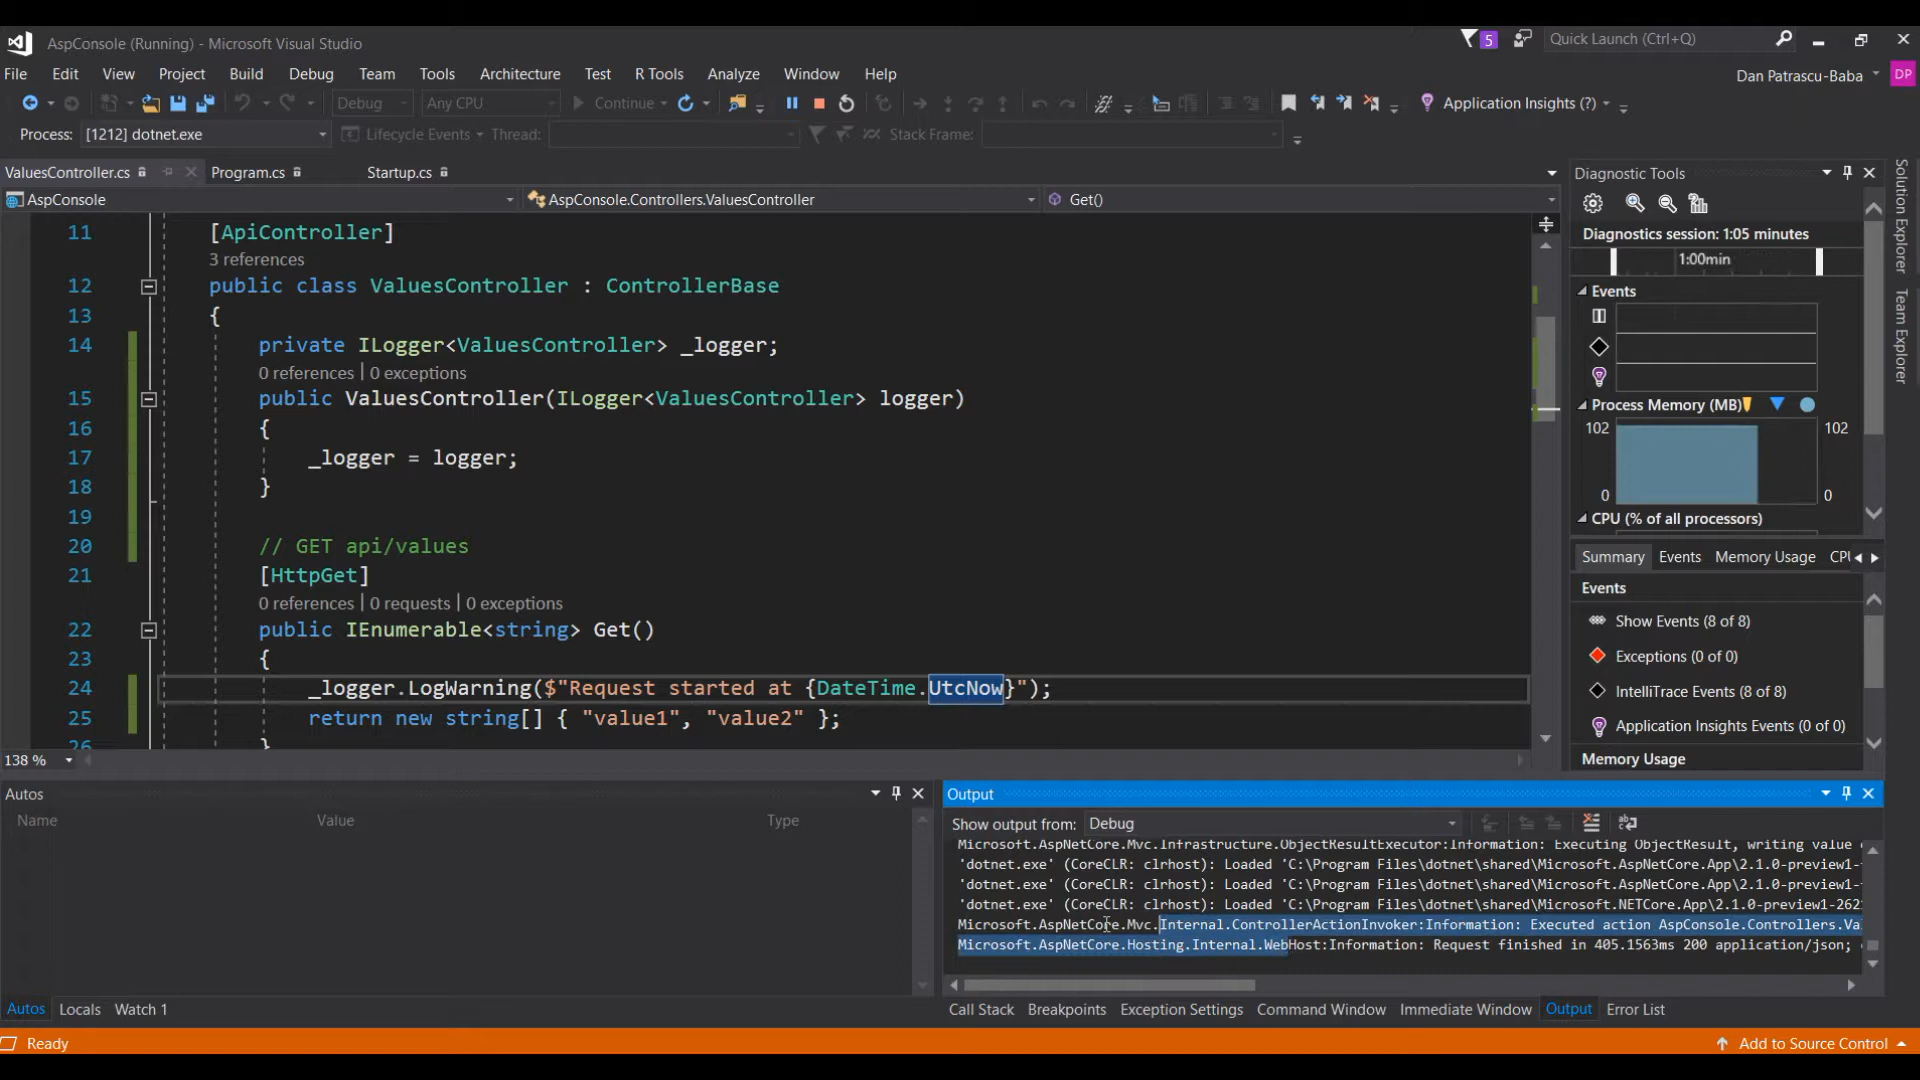 AspConsole (Running) - Microsoft Visual Studio
5
Quick Launch (Ctrl+Q)
File Edit View Project Build Debug Team Tools Architecture Test R Tools Analyze Window Help
Dan Patrascu-Baba
DP
Debug Any CPU Continue Application Insights (?)
Process: [1212] dotnet.exe Lifecycle Events Thread: Stack Frame:
ValuesController.cs Program.cs Startup.cs
AspConsole AspConsole.Controllers.ValuesController Get()
11 [ApiController]
3 references
12 public class ValuesController : ControllerBase
13 {
14 private ILogger<ValuesController> _logger;
0 references | 0 exceptions
15 public ValuesController(ILogger<ValuesController> logger)
16 {
17 _logger = logger;
18 }
19
20 // GET api/values
21 [HttpGet]
0 references | 0 requests | 0 exceptions
22 public IEnumerable<string> Get()
23 {
24 _logger.LogWarning($"Request started at {DateTime.UtcNow}");
25 return new string[] { "value1", "value2" };
26 }
138 %
Diagnostic Tools
Diagnostics session: 1:05 minutes
1:00min
Events
Process Memory (MB)
102 102
0 0
CPU (% of all processors)
Summary Events Memory Usage CPU
Events
Show Events (8 of 8)
Exceptions (0 of 0)
IntelliTrace Events (8 of 8)
Application Insights Events (0 of 0)
Memory Usage
Solution Explorer
Team Explorer
Autos
Name Value Type
Autos Locals Watch 1
Output
Show output from: Debug
Microsoft.AspNetCore.Mvc.Infrastructure.ObjectResultExecutor:Information: Executing ObjectResult, writing value
'dotnet.exe' (CoreCLR: clrhost): Loaded 'C:\Program Files\dotnet\shared\Microsoft.AspNetCore.App\2.1.0-preview1-
'dotnet.exe' (CoreCLR: clrhost): Loaded 'C:\Program Files\dotnet\shared\Microsoft.AspNetCore.App\2.1.0-preview1-
'dotnet.exe' (CoreCLR: clrhost): Loaded 'C:\Program Files\dotnet\shared\Microsoft.NETCore.App\2.1.0-preview1-262
Microsoft.AspNetCore.Mvc.Internal.ControllerActionInvoker:Information: Executed action AspConsole.Controllers.Va
Microsoft.AspNetCore.Hosting.Internal.WebHost:Information: Request finished in 405.1563ms 200 application/json;
Call Stack Breakpoints Exception Settings Command Window Immediate Window Output Error List
Ready
Add to Source Control